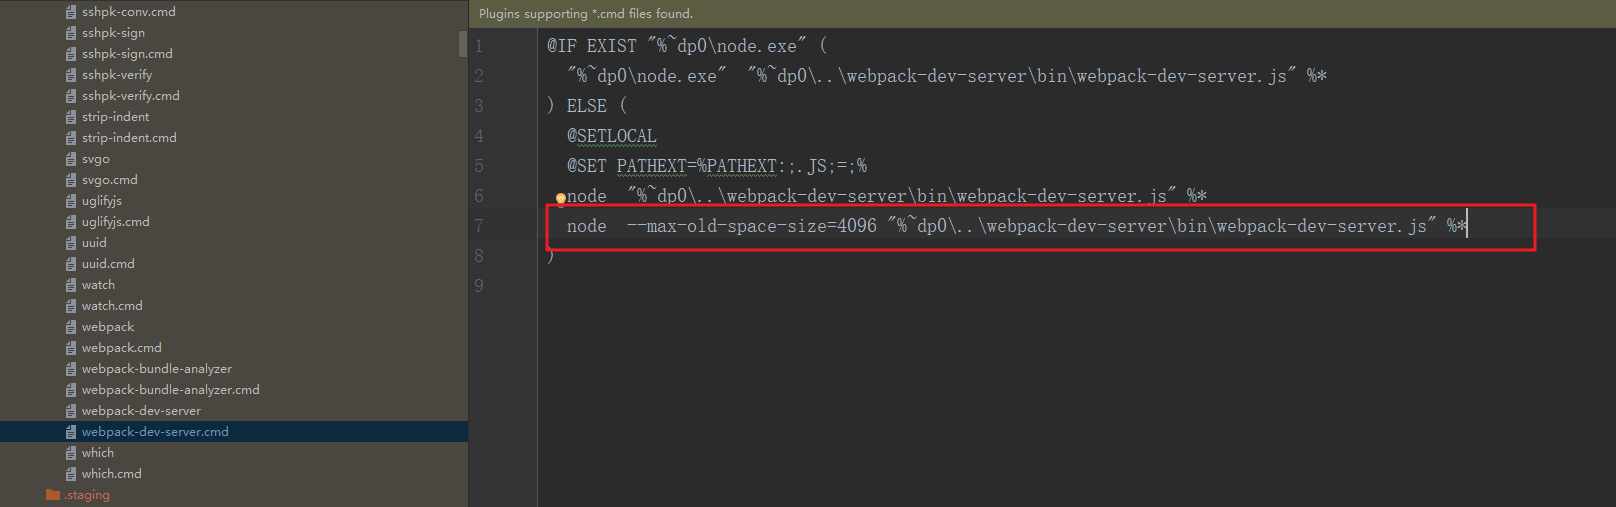 sshpk-conv.cmd
sshpk-sign
sshpk-sign.cmd
sshpk-verify
sshpk-verify.cmd
strip-indent
strip-indent.cmd
svgo
svgo.cmd
uglifyjs
uglifyjs.cmd
uuid
uuid.cmd
watch
watch.cmd
webpack
webpack.cmd
webpack-bundle-analyzer
webpack-bundle-analyzer.cmd
webpack-dev-server
webpack-dev-server.cmd
which
which.cmd
.staging
Plugins supporting *.cmd files found.
1 @IF EXIST "%~dp0\node.exe" (
2 "%~dp0\node.exe"  "%~dp0\..\webpack-dev-server\bin\webpack-dev-server.js" %*
3 ) ELSE (
4 @SETLOCAL
5 @SET PATHEXT=%PATHEXT:;.JS;=;%
6 node  "%~dp0\..\webpack-dev-server\bin\webpack-dev-server.js" %*
7 node  --max-old-space-size=4096 "%~dp0\..\webpack-dev-server\bin\webpack-dev-server.js" %*
8 )
9